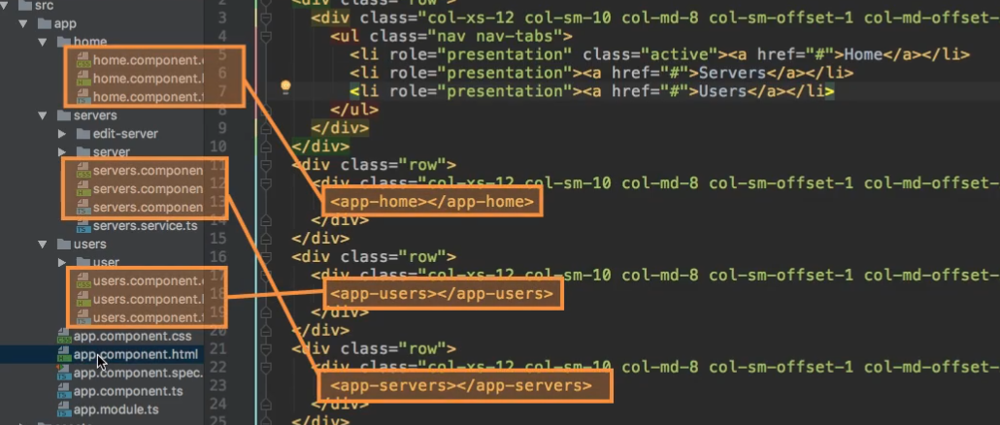 src
app
home
home.component.
home.component.
home.component.
servers
edit-server
server
servers.componen
servers.componen
servers.componen
servers.service.ts
users
user
users.component.
users.component.
users.component.
app.component.css
app.component.html
app.component.spec.
app.component.ts
app.module.ts
3 <div class="col-xs-12 col-sm-10 col-md-8 col-sm-offset-1 col-md-offset-
4 <ul class="nav nav-tabs">
5 <li role="presentation" class="active"><a href="#">Home</a></li>
6 <li role="presentation"><a href="#">Servers</a></li>
7 <li role="presentation"><a href="#">Users</a></li>
8 </ul>
9 </div>
10 </div>
11 <div class="row">
12 <div class="col-xs-12 col-sm-10 col-md-8 col-sm-offset-1 col-md-offset-
13 <app-home></app-home>
14 </div>
15 </div>
16 <div class="row">
17 <div class="col-xs-12 col-sm-10 col-md-8 col-sm-offset-1 col-md-offset-
18 <app-users></app-users>
19 </div>
20 </div>
21 <div class="row">
22 <div class="col-xs-12 col-sm-10 col-md-8 col-sm-offset-1 col-md-offset-
23 <app-servers></app-servers>
24 </div>
25 </div>